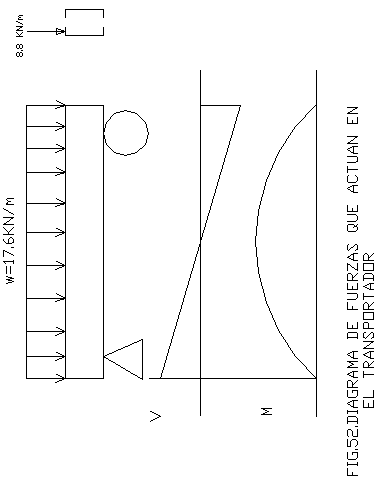 8.8 KN/m
w=17.6KN/m
V
M
FIG.52.DIAGRAMA DE FUERZAS QUE ACTUAN EN
EL TRANSPORTADOR